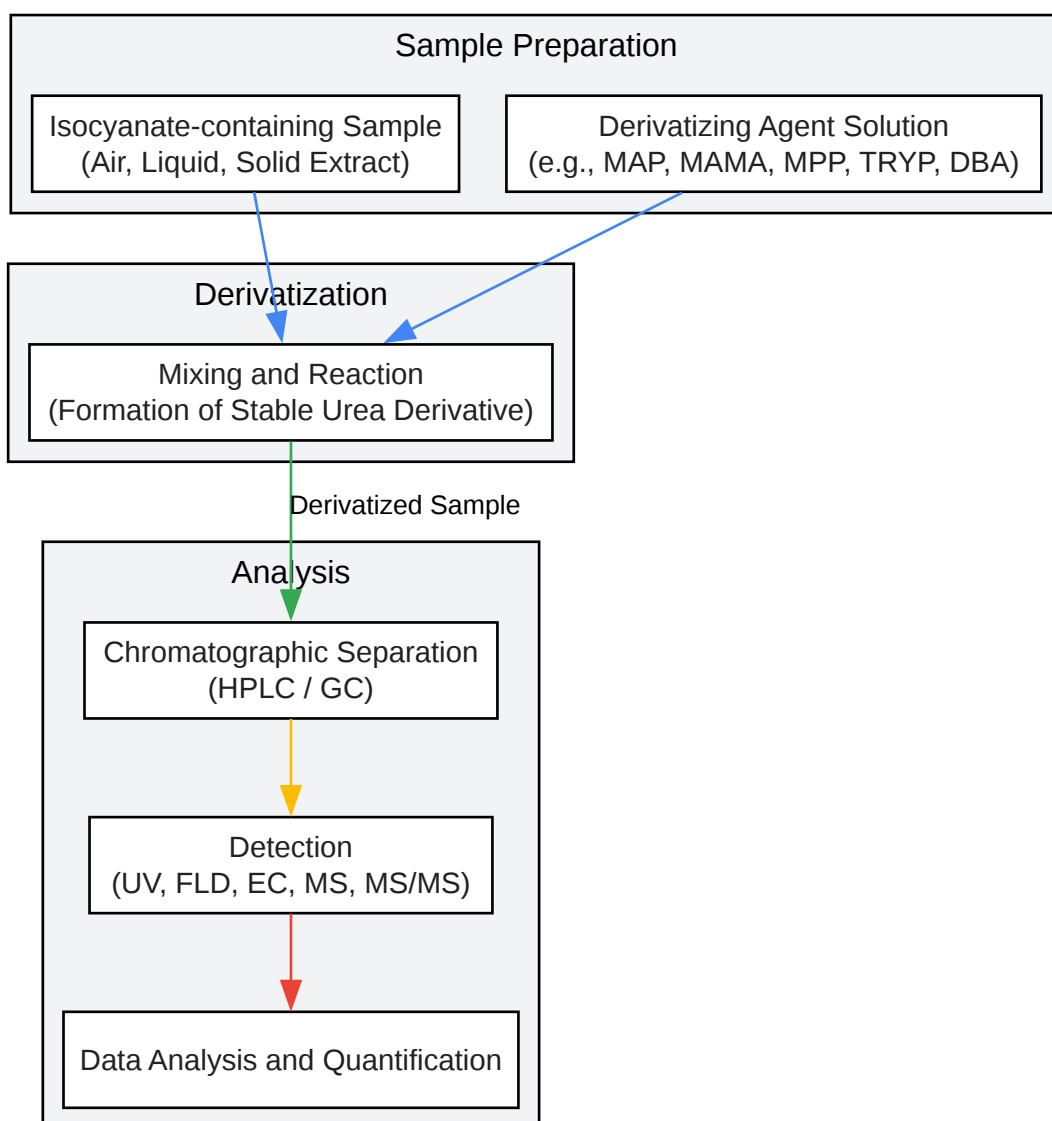 Sample Preparation
Isocyanate-containing Sample
(Air, Liquid, Solid Extract)
Derivatizing Agent Solution
(e.g., MAP, MAMA, MPP, TRYP, DBA)
Derivatization
Mixing and Reaction
(Formation of Stable Urea Derivative)
Derivatized Sample
Analysis
Chromatographic Separation
(HPLC / GC)
Detection
(UV, FLD, EC, MS, MS/MS)
Data Analysis and Quantification